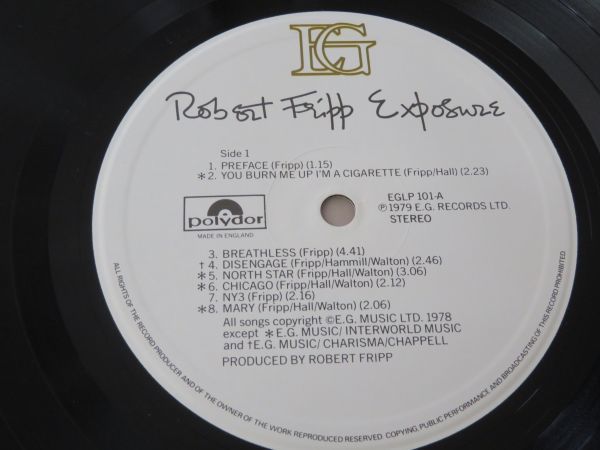 EG
Robert Fripp Exposure
Side 1
1. PREFACE (Fripp) (1.15)
*2. YOU BURN ME UP I'M A CIGARETTE (Fripp/Hall) (2.23)
polydor
MADE IN ENGLAND
EGLP 101-A
℗1979 E.G. RECORDS LTD.
STEREO
3. BREATHLESS (Fripp) (4.41)
†4. DISENGAGE (Fripp/Hammill/Walton) (2.46)
*5. NORTH STAR (Fripp/Hall/Walton) (3.06)
*6. CHICAGO (Fripp/Hall/Walton) (2.12)
7. NY3 (Fripp) (2.16)
*8. MARY (Fripp/Hall/Walton) (2.06)
All songs copyright ©E.G. MUSIC LTD. 1978
except *E.G. MUSIC/ INTERWORLD MUSIC
and †E.G. MUSIC/ CHARISMA/CHAPPELL
PRODUCED BY ROBERT FRIPP
ALL RIGHTS OF THE RECORD PRODUCER AND OF THE OWNER OF THE WORK REPRODUCED RESERVED COPYING, PUBLIC PERFORMANCE AND BROADCASTING OF THIS RECORD PROHIBITED